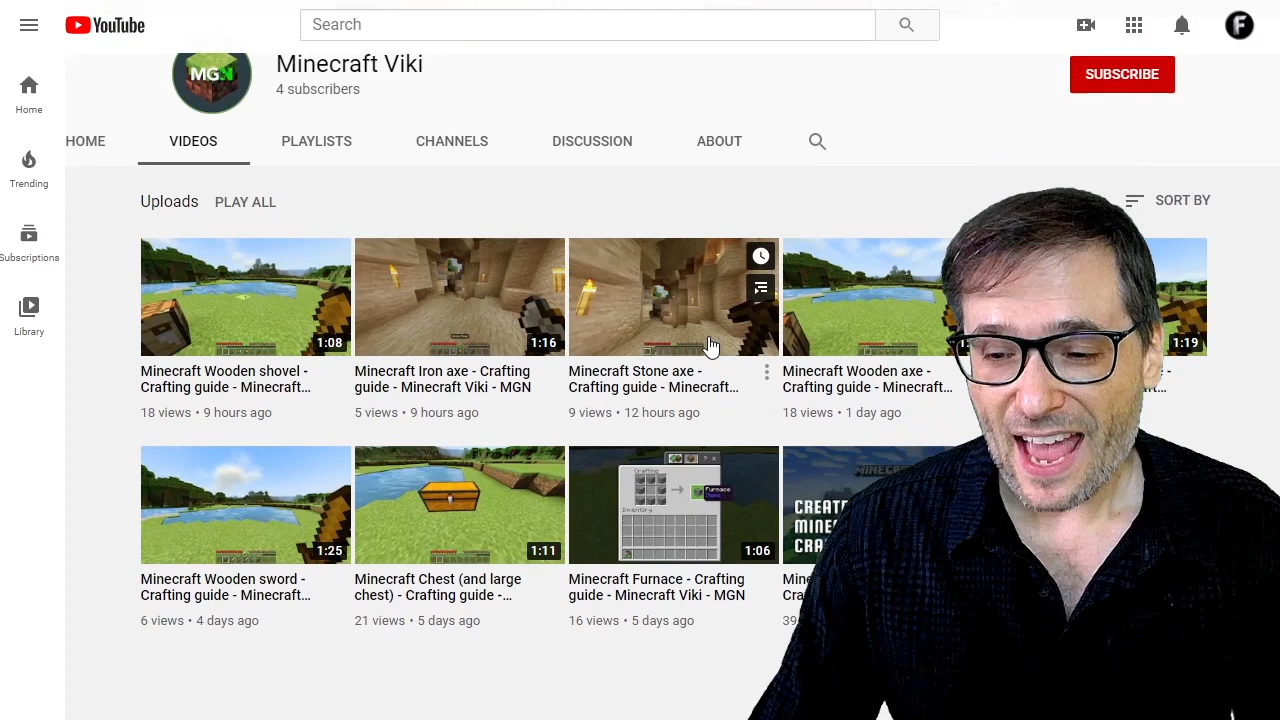 YouTube
Search
F
Home
Trending
Subscriptions
Library
MGN
Minecraft Viki
4 subscribers
SUBSCRIBE
HOME
VIDEOS
PLAYLISTS
CHANNELS
DISCUSSION
ABOUT
Uploads
PLAY ALL
SORT BY
1:08
1:16
1:19
Minecraft Wooden shovel -
Crafting guide - Minecraft...
18 views • 9 hours ago
Minecraft Iron axe - Crafting
guide - Minecraft Viki - MGN
5 views • 9 hours ago
Minecraft Stone axe -
Crafting guide - Minecraft...
9 views • 12 hours ago
Minecraft Wooden axe -
Crafting guide - Minecraft...
18 views • 1 day ago
1:25
1:11
Crafting
Furnace
Inventory
1:06
CREATE
Minecraft Wooden sword -
Crafting guide - Minecraft...
6 views • 4 days ago
Minecraft Chest (and large
chest) - Crafting guide -...
21 views • 5 days ago
Minecraft Furnace - Crafting
guide - Minecraft Viki - MGN
16 views • 5 days ago